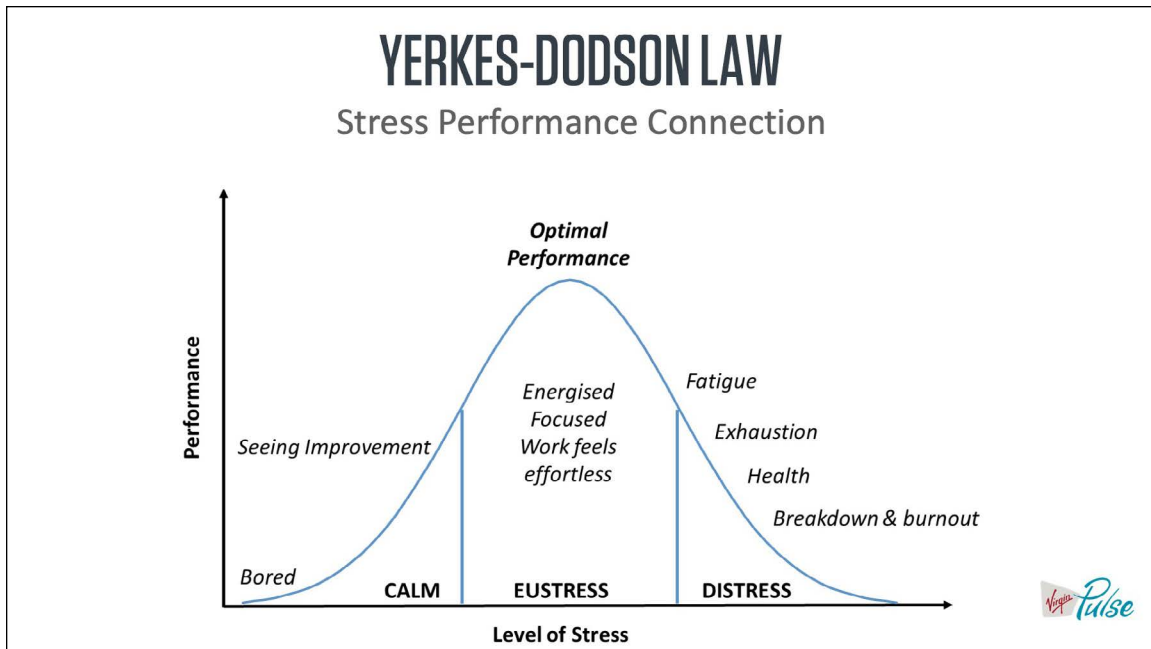 YERKES-DODSON LAW
Stress Performance Connection
Optimal
Performance
Performance
Energised
Focused
Work feels
effortless
Seeing Improvement
Bored
Fatigue
Exhaustion
Health
Breakdown & burnout
CALM
EUSTRESS
DISTRESS
Level of Stress
Virgin Pulse